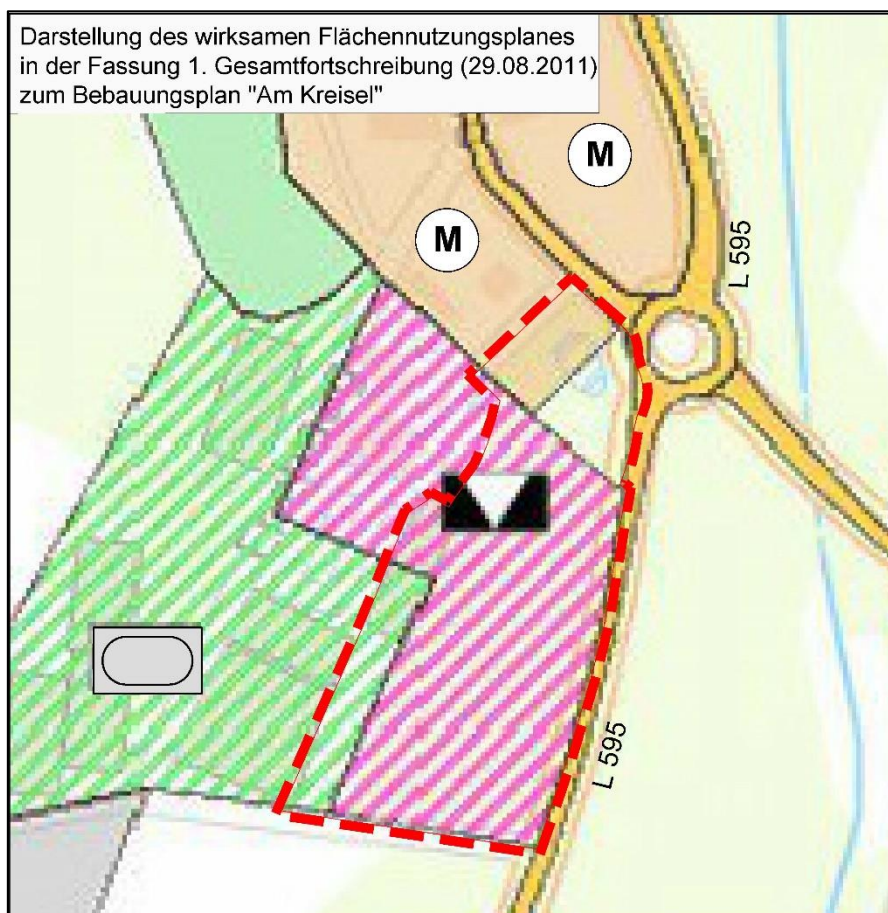 Darstellung des wirksamen Flächennutzungsplanes
in der Fassung 1. Gesamtfortschreibung (29.08.2011)
zum Bebauungsplan "Am Kreisel"
M
M
L 595
L 595